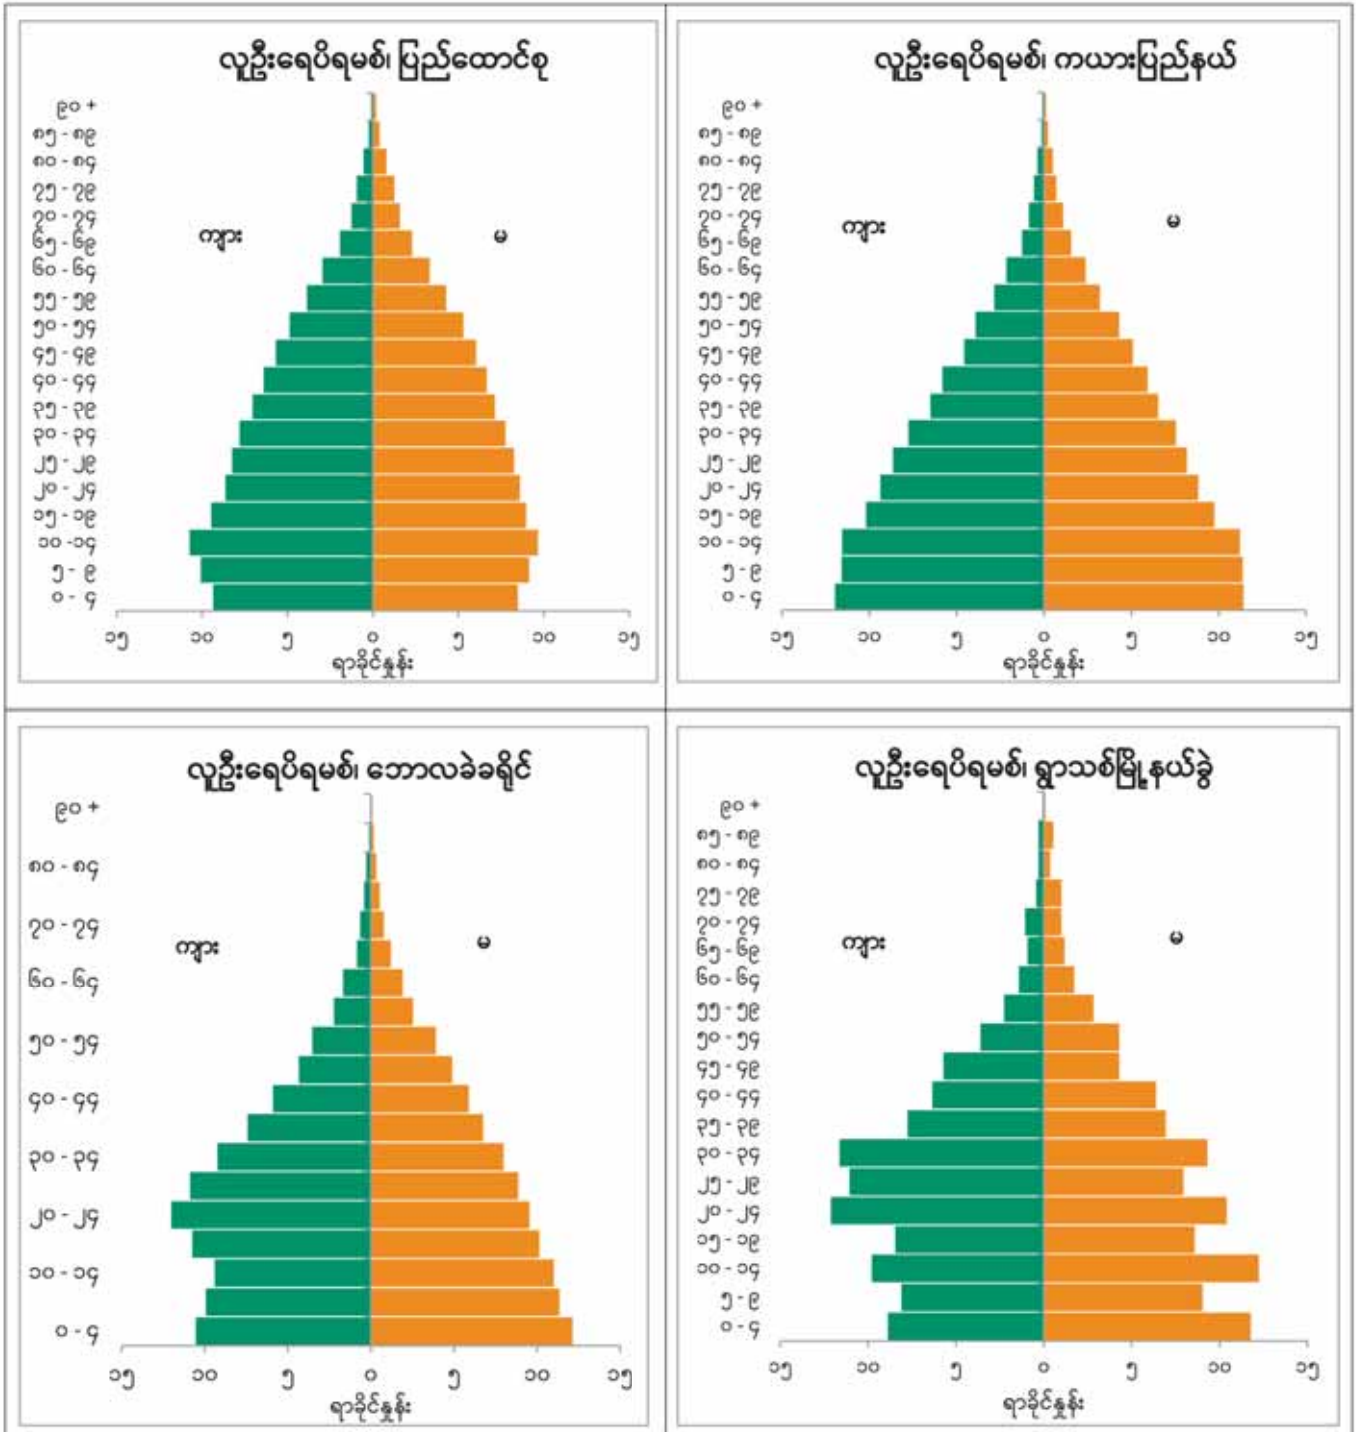 လူဦးရေပိရမစ်၊ ပြည်ထောင်စု
၉၀ +
၈၅ - ၈၉
၈၀ - ၈၄
၇၅ - ၇၉
၇၀ - ၇၄
၆၅ - ၆၉
၆၀ - ၆၄
၅၅ - ၅၉
၅၀ - ၅၄
၄၅ - ၄၉
၄၀ - ၄၄
၃၅ - ၃၉
၃၀ - ၃၄
၂၅ - ၂၉
၂၀ - ၂၄
၁၅ - ၁၉
၁၀ -၁၄
၅ - ၉
၀ - ၄
ကျား
မ
၁၅ ၁၀ ၅ ၀ ၅ ၁၀ ၁၅
ရာခိုင်နှုန်း
လူဦးရေပိရမစ်၊ ကယားပြည်နယ်
၉၀ +
၈၅ - ၈၉
၈၀ - ၈၄
၇၅ - ၇၉
၇၀ - ၇၄
၆၅ - ၆၉
၆၀ - ၆၄
၅၅ - ၅၉
၅၀ - ၅၄
၄၅ - ၄၉
၄၀ - ၄၄
၃၅ - ၃၉
၃၀ - ၃၄
၂၅ - ၂၉
၂၀ - ၂၄
၁၅ - ၁၉
၁၀ - ၁၄
၅ - ၉
၀ - ၄
ကျား
မ
၁၅ ၁၀ ၅ ၀ ၅ ၁၀ ၁၅
ရာခိုင်နှုန်း
လူဦးရေပိရမစ်၊ ဘောလခဲခရိုင်
၉၀ +
၈၀ - ၈၄
၇၀ - ၇၄
၆၀ - ၆၄
၅၀ - ၅၄
၄၀ - ၄၄
၃၀ - ၃၄
၂၀ - ၂၄
၁၀ - ၁၄
၀ - ၄
ကျား
မ
၁၅ ၁၀ ၅ ၀ ၅ ၁၀ ၁၅
ရာခိုင်နှုန်း
လူဦးရေပိရမစ်၊ ရွာသစ်မြို့နယ်ခွဲ
၉၀ +
၈၅ - ၈၉
၈၀ - ၈၄
၇၅ - ၇၉
၇၀ - ၇၄
၆၅ - ၆၉
၆၀ - ၆၄
၅၅ - ၅၉
၅၀ - ၅၄
၄၅ - ၄၉
၄၀ - ၄၄
၃၅ - ၃၉
၃၀ - ၃၄
၂၅ - ၂၉
၂၀ - ၂၄
၁၅ - ၁၉
၁၀ - ၁၄
၅ - ၉
၀ - ၄
ကျား
မ
၁၅ ၁၀ ၅ ၀ ၅ ၁၀ ၁၅
ရာခိုင်နှုန်း